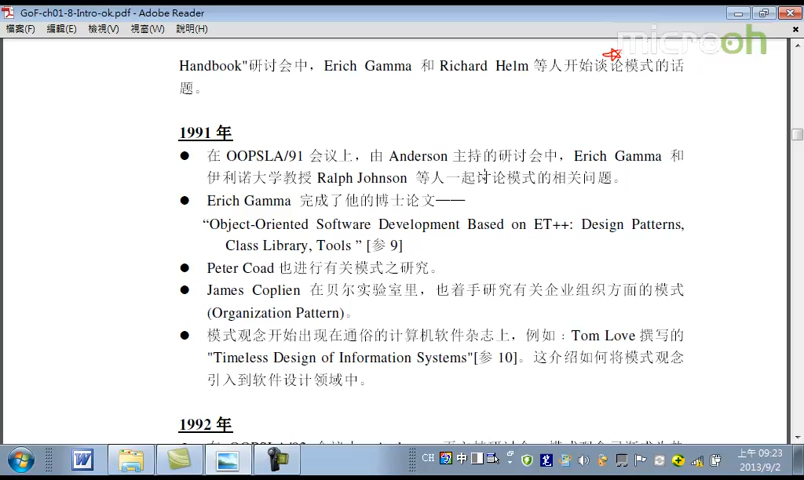 GoF-ch01-8-Intro-ok.pdf - Adobe Reader
檔案(F) 編輯(E) 檢視(V) 視窗(W) 說明(H)
microoh
Handbook"研讨会中，Erich Gamma 和 Richard Helm 等人开始谈论模式的话
题。
1991 年
● 在 OOPSLA/91 会议上，由 Anderson 主持的研讨会中，Erich Gamma 和
伊利诺大学教授 Ralph Johnson 等人一起讨论模式的相关问题。
● Erich Gamma 完成了他的博士论文——
“Object-Oriented Software Development Based on ET++: Design Patterns,
Class Library, Tools ” [参 9]
● Peter Coad 也进行有关模式之研究。
● James Coplien 在贝尔实验室里，也着手研究有关企业组织方面的模式
(Organization Pattern)。
● 模式观念开始出现在通俗的计算机软件杂志上，例如：Tom Love 撰写的
"Timeless Design of Information Systems"[参 10]。这介绍如何将模式观念
引入到软件设计领域中。
1992 年
CH 中
上午 09:23
2013/9/2